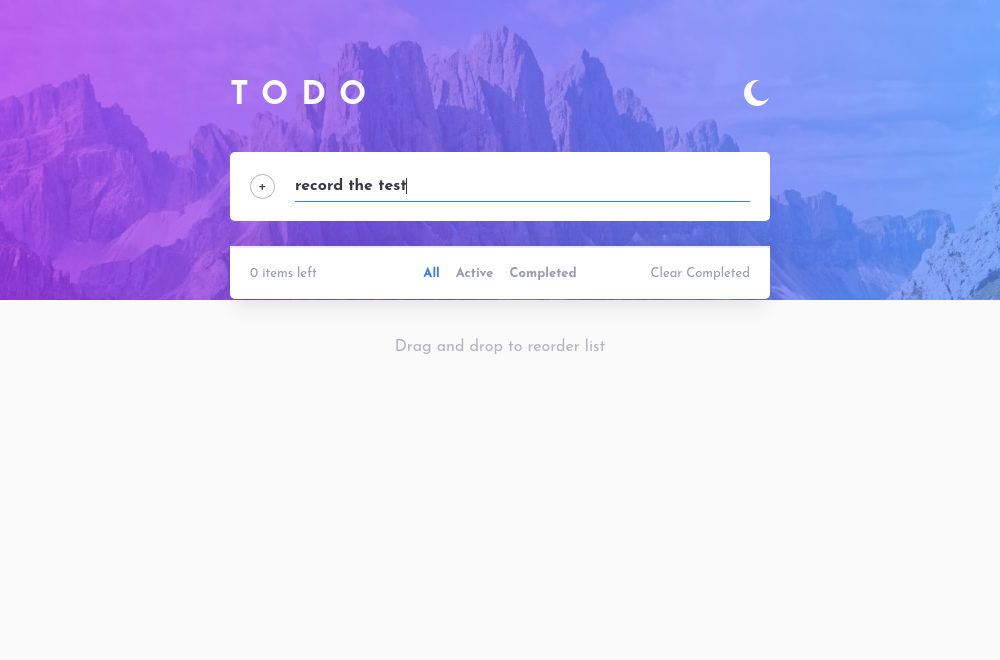 TODO
+ record the test
0 items left All Active Completed Clear Completed
Drag and drop to reorder list